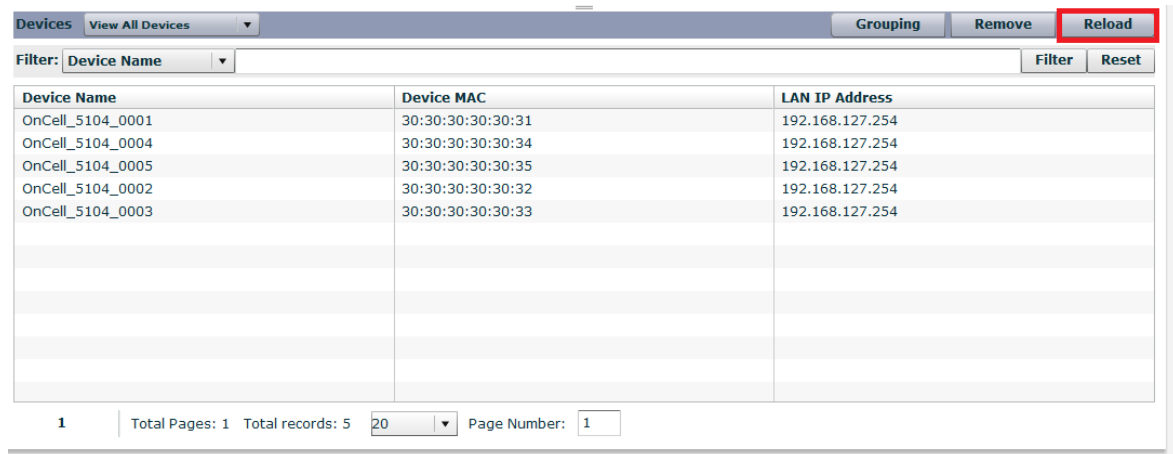 Devices View All Devices Grouping Remove Reload
Filter: Device Name Filter Reset
Device Name Device MAC LAN IP Address
OnCell_5104_0001 30:30:30:30:30:31 192.168.127.254
OnCell_5104_0004 30:30:30:30:30:34 192.168.127.254
OnCell_5104_0005 30:30:30:30:30:35 192.168.127.254
OnCell_5104_0002 30:30:30:30:30:32 192.168.127.254
OnCell_5104_0003 30:30:30:30:30:33 192.168.127.254
1 Total Pages: 1 Total records: 5 20 Page Number: 1